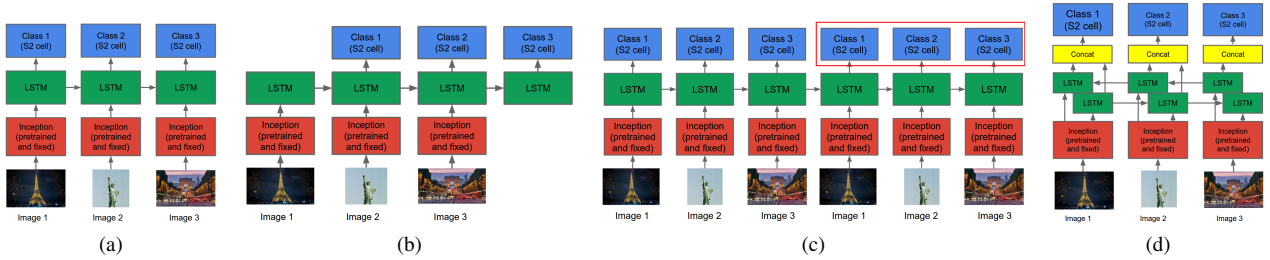 Class 1
(S2 cell)
Class 2
(S2 cell)
Class 3
(S2 cell)
LSTM
LSTM
LSTM
Inception
(pretrained
and fixed)
Inception
(pretrained
and fixed)
Inception
(pretrained
and fixed)
Image 1
Image 2
Image 3
(a)
Class 1
(S2 cell)
Class 2
(S2 cell)
Class 3
(S2 cell)
LSTM
LSTM
LSTM
LSTM
Inception
(pretrained
and fixed)
Inception
(pretrained
and fixed)
Inception
(pretrained
and fixed)
Image 1
Image 2
Image 3
(b)
Class 1
(S2 cell)
Class 2
(S2 cell)
Class 3
(S2 cell)
Class 1
(S2 cell)
Class 2
(S2 cell)
Class 3
(S2 cell)
LSTM
LSTM
LSTM
LSTM
LSTM
LSTM
Inception
(pretrained
and fixed)
Inception
(pretrained
and fixed)
Inception
(pretrained
and fixed)
Inception
(pretrained
and fixed)
Inception
(pretrained
and fixed)
Inception
(pretrained
and fixed)
Image 1
Image 2
Image 3
Image 1
Image 2
Image 3
(c)
Class 1
(S2 cell)
Class 2
(S2 cell)
Class 3
(S2 cell)
Concat
Concat
Concat
LSTM
LSTM
LSTM
LSTM
LSTM
LSTM
Inception
(pretrained
and fixed)
Inception
(pretrained
and fixed)
Inception
(pretrained
and fixed)
Image 1
Image 2
Image 3
(d)